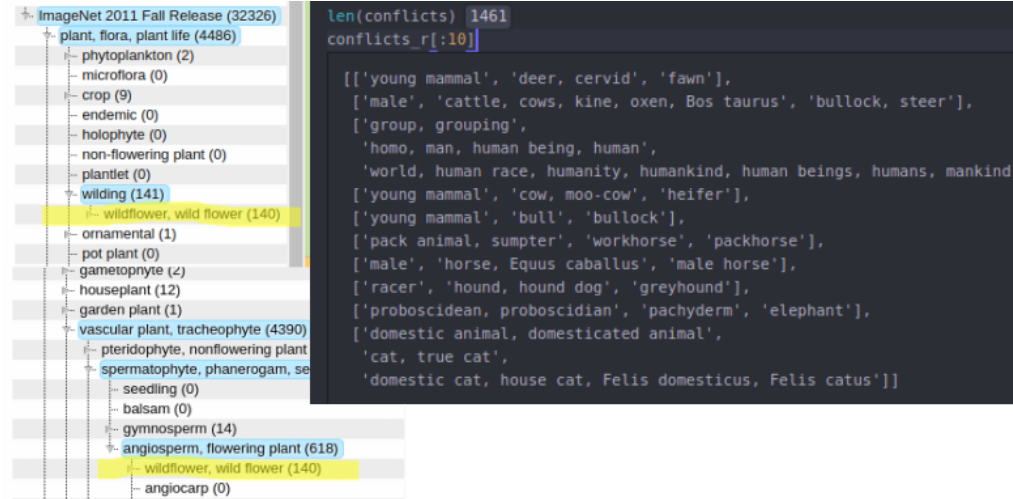 ImageNet 2011 Fall Release (32326)
plant, flora, plant life (4486)
phytoplankton (2)
microflora (0)
crop (9)
endemic (0)
holophyte (0)
non-flowering plant (0)
plantlet (0)
wilding (141)
wildflower, wild flower (140)
ornamental (1)
pot plant (0)
gametophyte (2)
houseplant (12)
garden plant (1)
vascular plant, tracheophyte (4390)
pteridophyte, nonflowering plant
spermatophyte, phanerogam, se
seedling (0)
balsam (0)
gymnosperm (14)
angiosperm, flowering plant (618)
wildflower, wild flower (140)
angiocarp (0)
len(conflicts) 1461
conflicts_r[:10]
[['young mammal', 'deer, cervid', 'fawn'],
['male', 'cattle, cows, kine, oxen, Bos taurus', 'bullock, steer'],
['group, grouping',
'homo, man, human being, human',
'world, human race, humanity, humankind, human beings, humans, mankind
['young mammal', 'cow, moo-cow', 'heifer'],
['young mammal', 'bull', 'bullock'],
['pack animal, sumpter', 'workhorse', 'packhorse'],
['male', 'horse, Equus caballus', 'male horse'],
['racer', 'hound, hound dog', 'greyhound'],
['proboscidean, proboscidian', 'pachyderm', 'elephant'],
['domestic animal, domesticated animal',
'cat, true cat',
'domestic cat, house cat, Felis domesticus, Felis catus']]